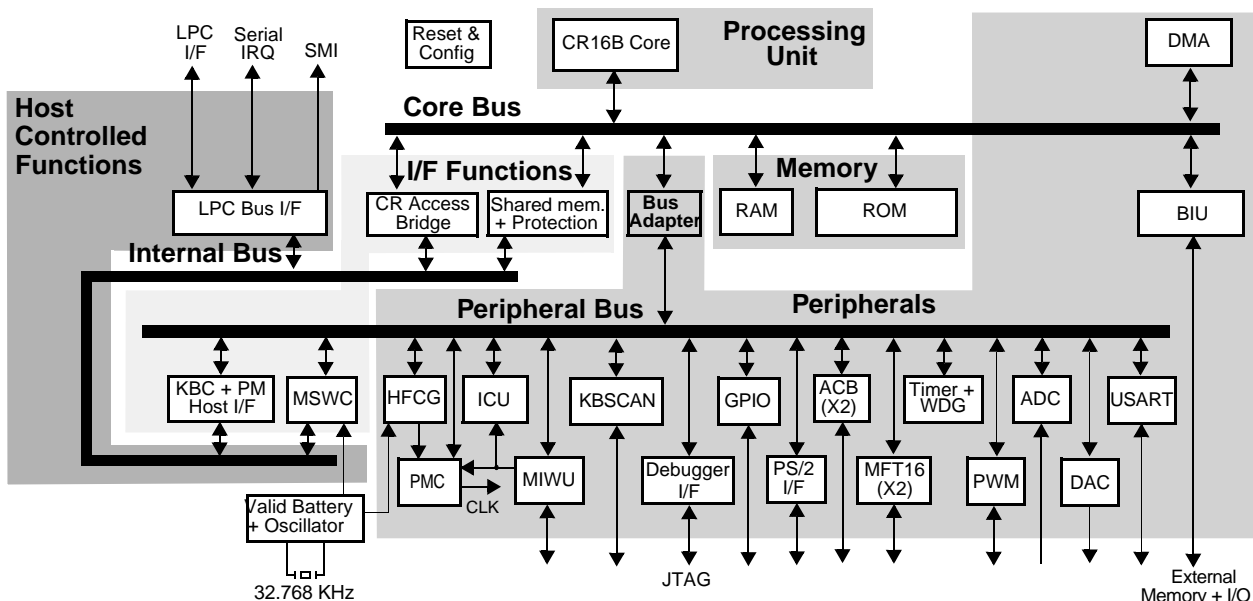 LPC
I/F
Serial
IRQ
SMI
Reset &
Config
CR16B Core
Processing
Unit
DMA
Host
Controlled
Functions
Core Bus
I/F Functions
Memory
LPC Bus I/F
CR Access
Bridge
Shared mem.
+ Protection
Bus
Adapter
RAM
ROM
BIU
Internal Bus
Peripheral Bus
Peripherals
KBC + PM
Host I/F
MSWC
HFCG
ICU
KBSCAN
GPIO
ACB
(X2)
Timer +
WDG
ADC
USART
PMC
CLK
MIWU
Debugger
I/F
PS/2
I/F
MFT16
(X2)
PWM
DAC
Valid Battery
+ Oscillator
32.768 KHz
JTAG
External
Memory + I/O